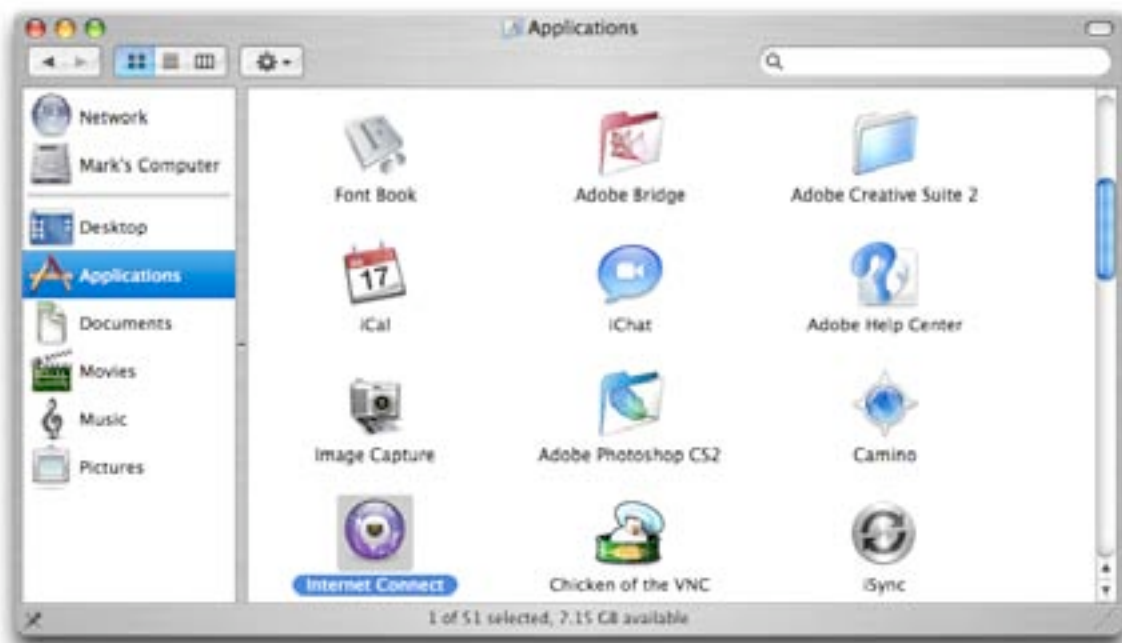 Applications
Network
Mark's Computer
Desktop
Applications
Documents
Movies
Music
Pictures
Font Book
Adobe Bridge
Adobe Creative Suite 2
17
iCal
iChat
Adobe Help Center
Image Capture
Adobe Photoshop CS2
Camino
Internet Connect
Chicken of the VNC
iSync
1 of 51 selected, 7.15 GB available